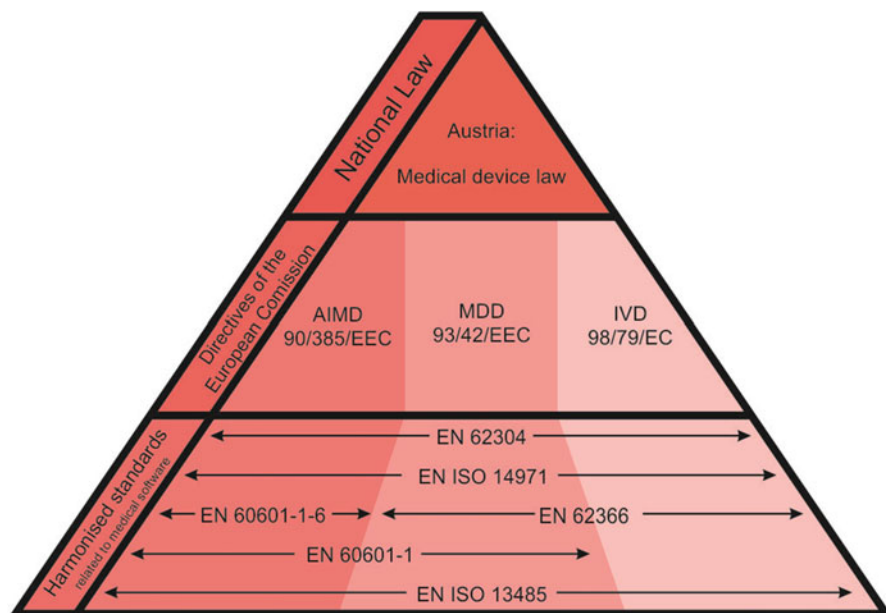 National Law
Austria:
Medical device law
Directives of the
European Comission
AIMD
90/385/EEC
MDD
93/42/EEC
IVD
98/79/EC
Harmonised standards
related to medical software
EN 62304
EN ISO 14971
EN 60601-1-6
EN 62366
EN 60601-1
EN ISO 13485